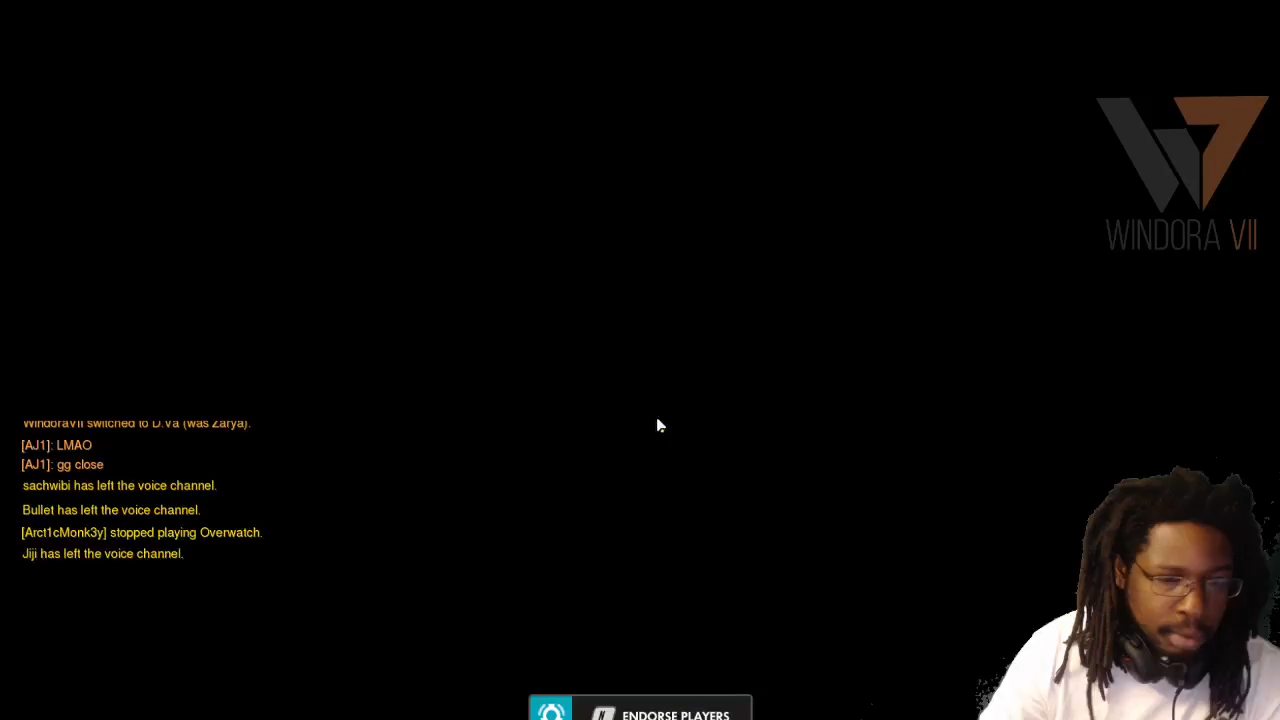 WINDORA VII
WindoraVII switched to D.Va (was Zarya).
[AJ1]: LMAO
[AJ1]: gg close
sachwibi has left the voice channel.
Bullet has left the voice channel.
[Arct1cMonk3y] stopped playing Overwatch.
Jiji has left the voice channel.
ENDORSE PLAYERS